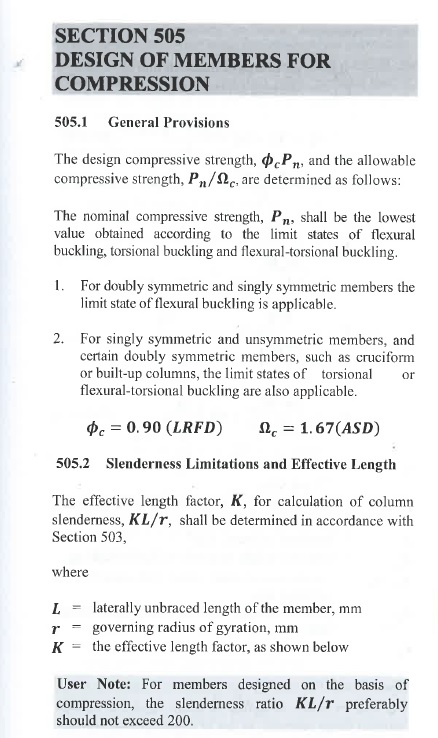 SECTION 505
DESIGN OF MEMBERS FOR
COMPRESSION
505.1 General Provisions
The design compressive strength, ϕcPn, and the allowable
compressive strength, Pn/Ωc, are determined as follows:
The nominal compressive strength, Pn, shall be the lowest
value obtained according to the limit states of flexural
buckling, torsional buckling and flexural-torsional buckling.
1. For doubly symmetric and singly symmetric members the
limit state of flexural buckling is applicable.
2. For singly symmetric and unsymmetric members, and
certain doubly symmetric members, such as cruciform
or built-up columns, the limit states of torsional or
flexural-torsional buckling are also applicable.
ϕc = 0.90 (LRFD) Ωc = 1.67(ASD)
505.2 Slenderness Limitations and Effective Length
The effective length factor, K, for calculation of column
slenderness, KL/r, shall be determined in accordance with
Section 503,
where
L = laterally unbraced length of the member, mm
r = governing radius of gyration, mm
K = the effective length factor, as shown below
User Note: For members designed on the basis of
compression, the slenderness ratio KL/r preferably
should not exceed 200.